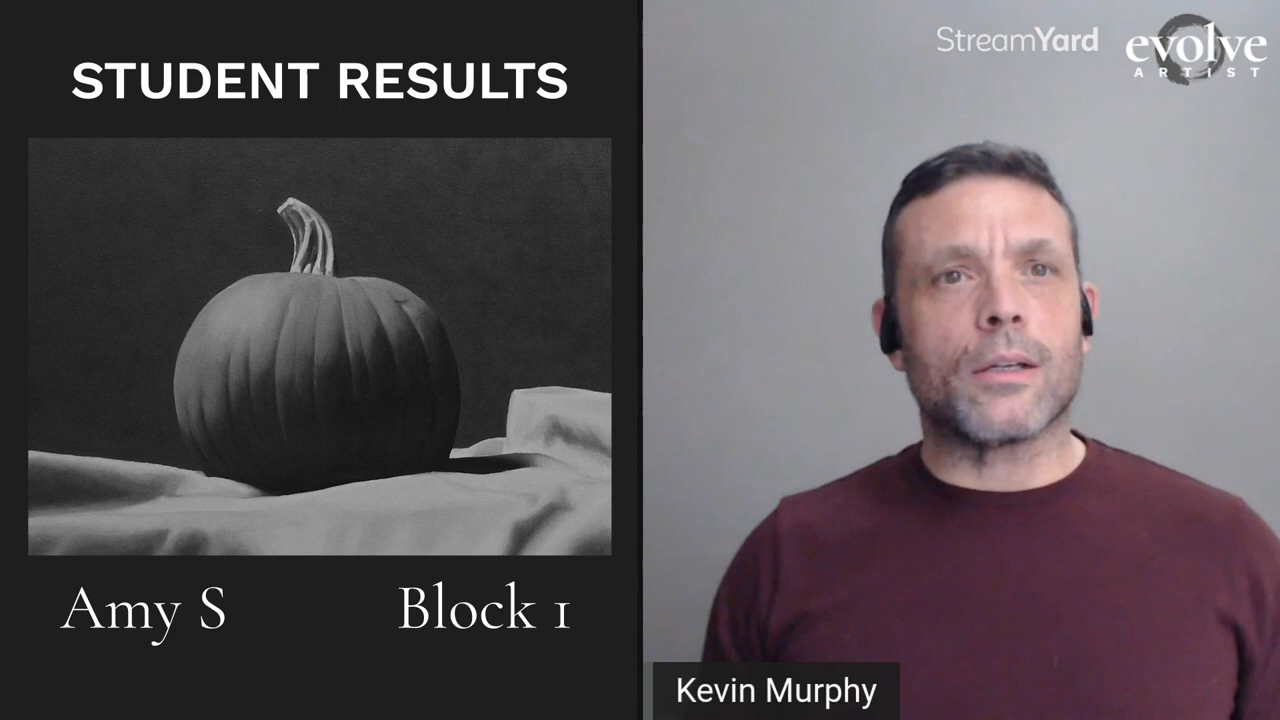 STUDENT RESULTS
Amy S
Block 1
StreamYard
evolve
ARTIST
Kevin Murphy